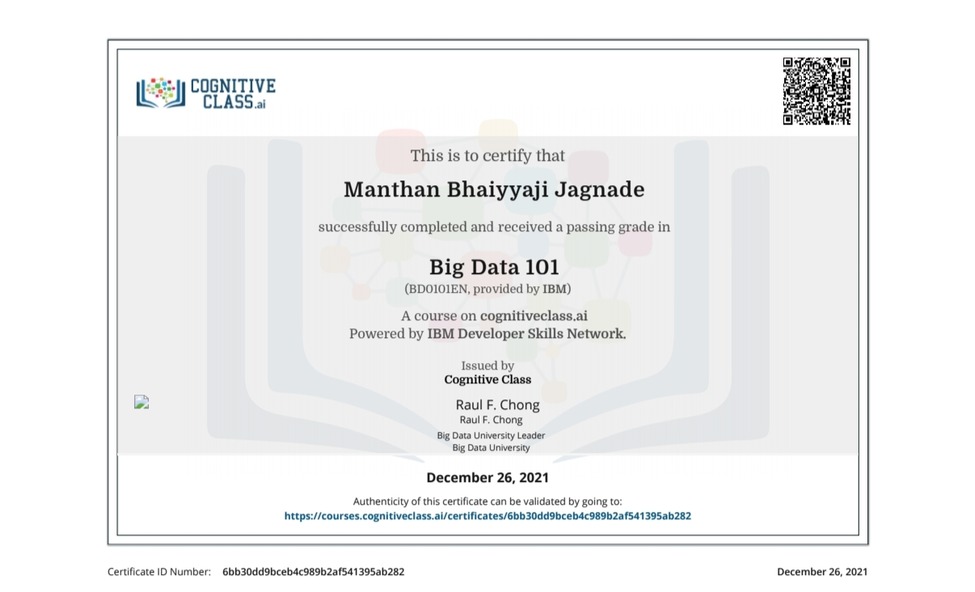 COGNITIVE
CLASS.ai
This is to certify that
Manthan Bhaiyyaji Jagnade
successfully completed and received a passing grade in
Big Data 101
(BD0101EN, provided by IBM)
A course on cognitiveclass.ai
Powered by IBM Developer Skills Network.
Issued by
Cognitive Class
Raul F. Chong
Raul F. Chong
Big Data University Leader
Big Data University
December 26, 2021
Authenticity of this certificate can be validated by going to:
https://courses.cognitiveclass.ai/certificates/6bb30dd9bceb4c989b2af541395ab282
Certificate ID Number: 6bb30dd9bceb4c989b2af541395ab282
December 26, 2021